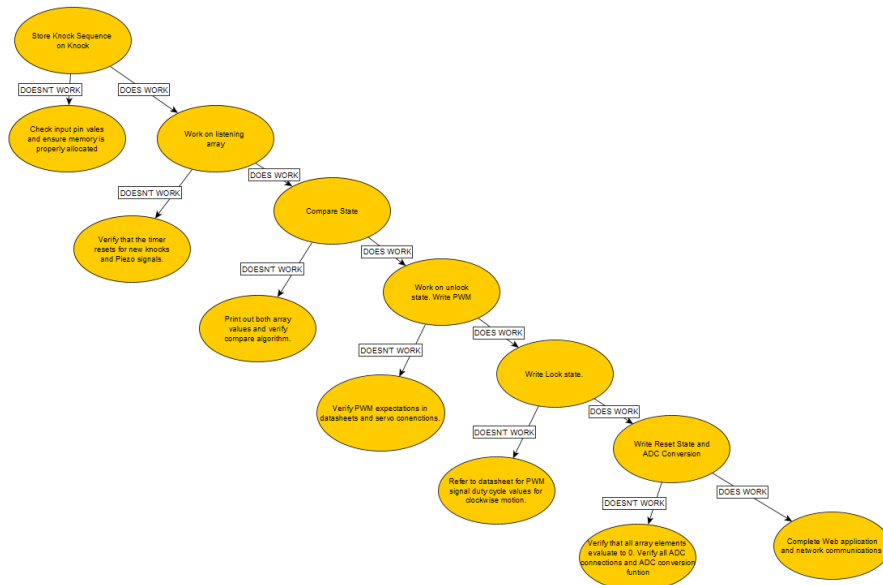 Store Knock Sequence
on Knock
DOESN'T WORK
DOES WORK
Check input pin vales
and ensure memory is
properly allocated
Work on listening
array
DOESN'T WORK
DOES WORK
Verify that the timer
resets for new knocks
and Piezo signals.
Compare State
DOESN'T WORK
DOES WORK
Print out both array
values and verify
compare algorithm.
Work on unlock
state. Write PWM
DOESN'T WORK
DOES WORK
Verify PWM expectations in
datasheets and servo conenctions.
Write Lock state.
DOESN'T WORK
DOES WORK
Refer to datasheet for PWM
signal duty cycle values for
clockwise motion.
Write Reset State and
ADC Conversion
DOESN'T WORK
DOES WORK
Verify that all array elements
evaluate to 0. Verify all ADC
connections and ADC conversion
funtion
Complete Web application
and network communications